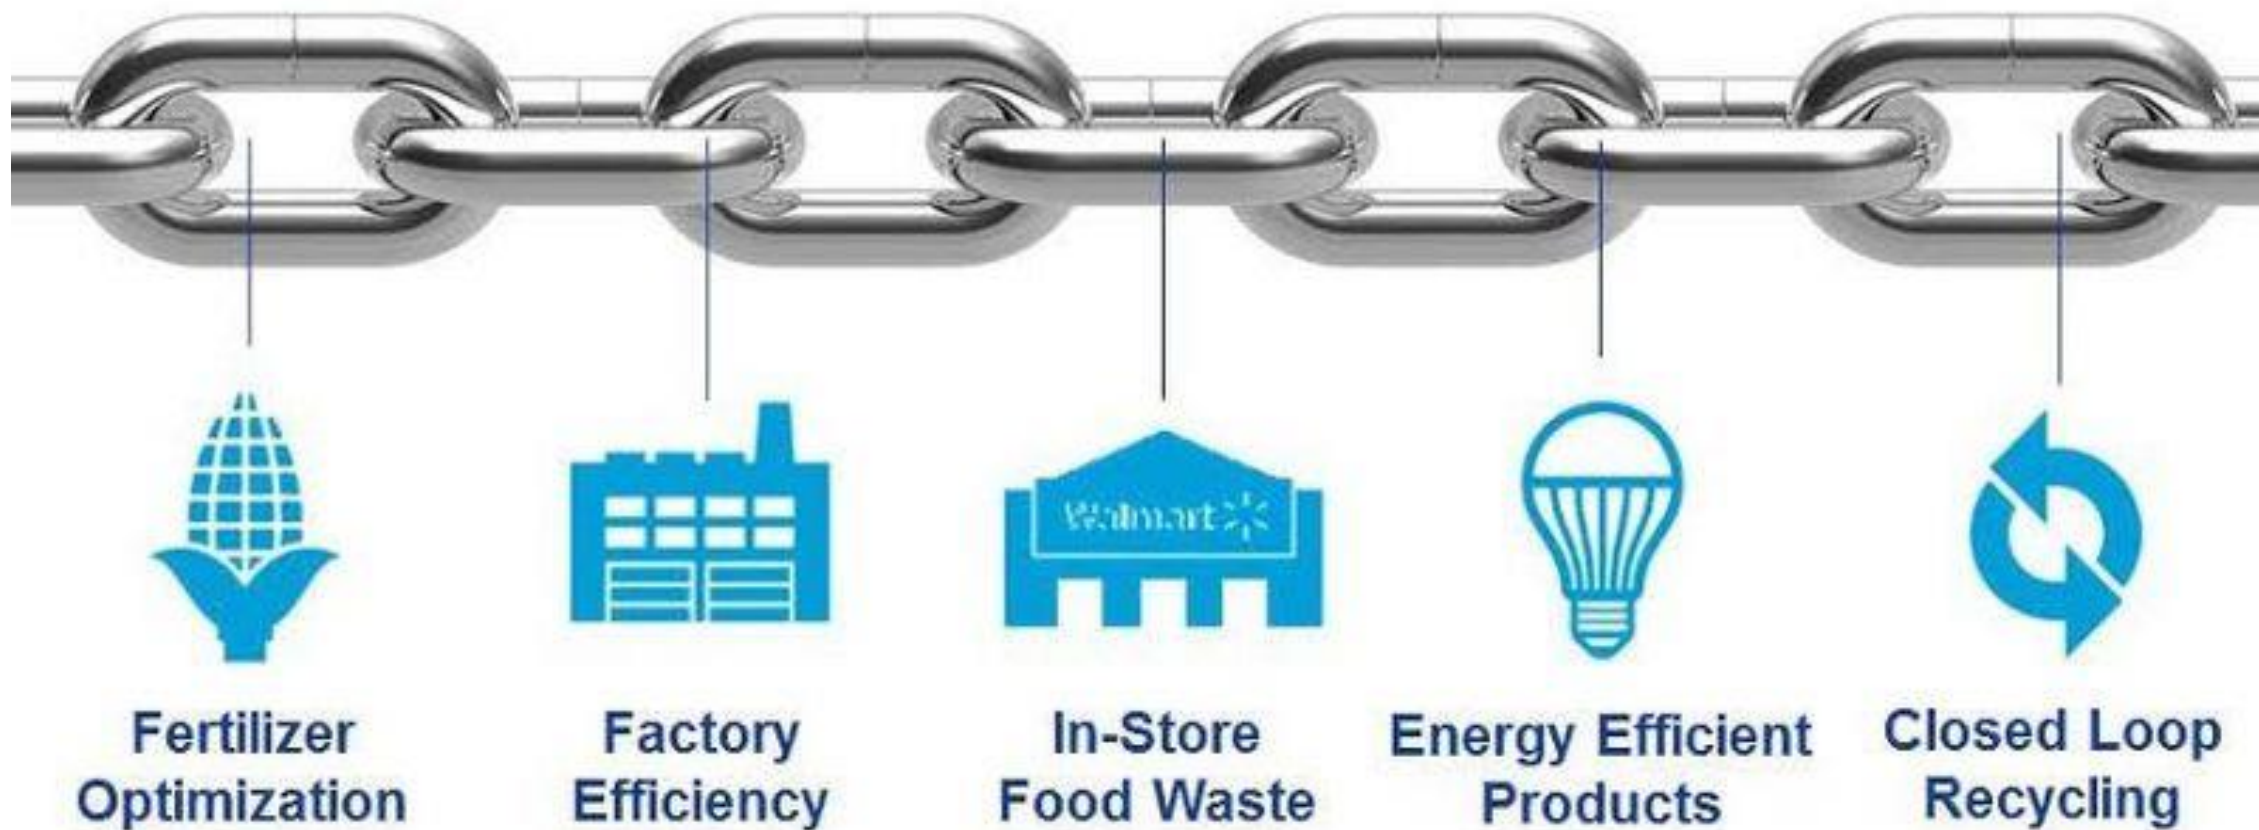 Walmart
Fertilizer
Optimization
Factory
Efficiency
In-Store
Food Waste
Energy Efficient
Products
Closed Loop
Recycling